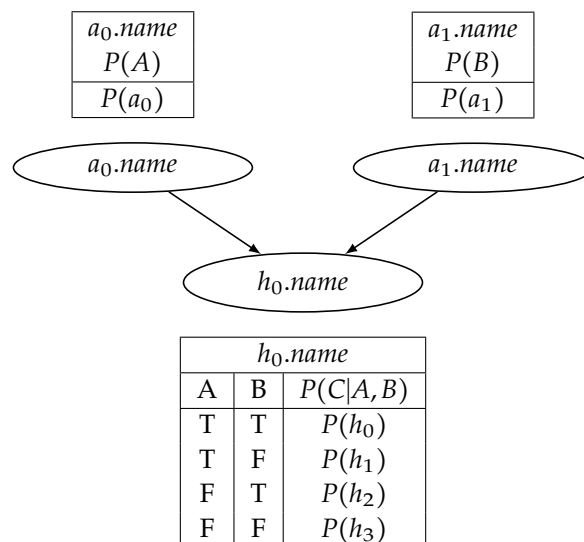 a₀.name a₁.name
P(A) P(B)
P(a₀) P(a₁)
a₀.name a₁.name
h₀.name
h₀.name
A B P(C|A, B)
T T P(h₀)
T F P(h₁)
F T P(h₂)
F F P(h₃)